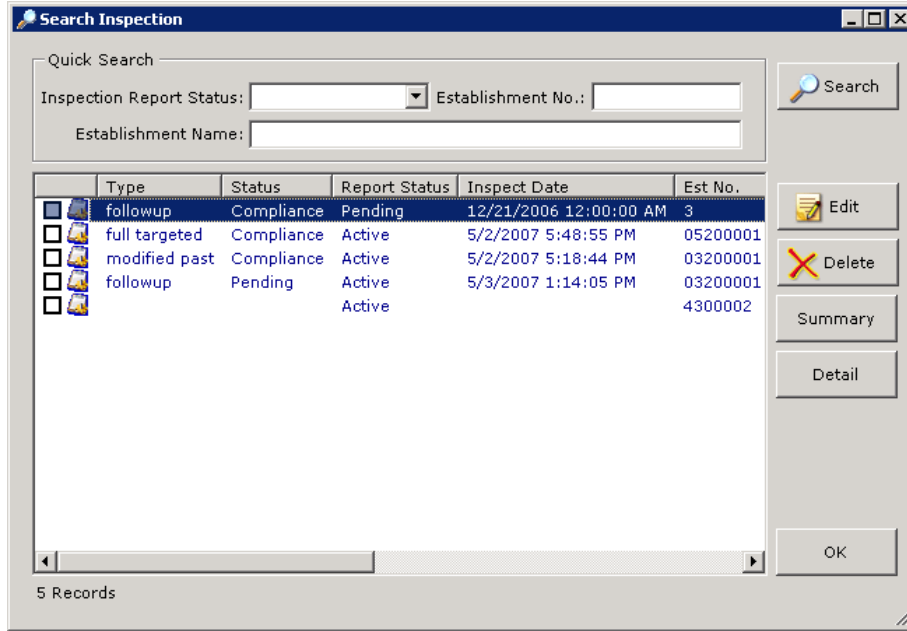 Search Inspection
Quick Search
Inspection Report Status: Establishment No.:
Establishment Name:
Search
Type Status Report Status Inspect Date Est No.
followup Compliance Pending 12/21/2006 12:00:00 AM 3
full targeted Compliance Active 5/2/2007 5:48:55 PM 05200001
modified past Compliance Active 5/2/2007 5:18:44 PM 03200001
followup Pending Active 5/3/2007 1:14:05 PM 03200001
Active 4300002
Edit
Delete
Summary
Detail
OK
5 Records